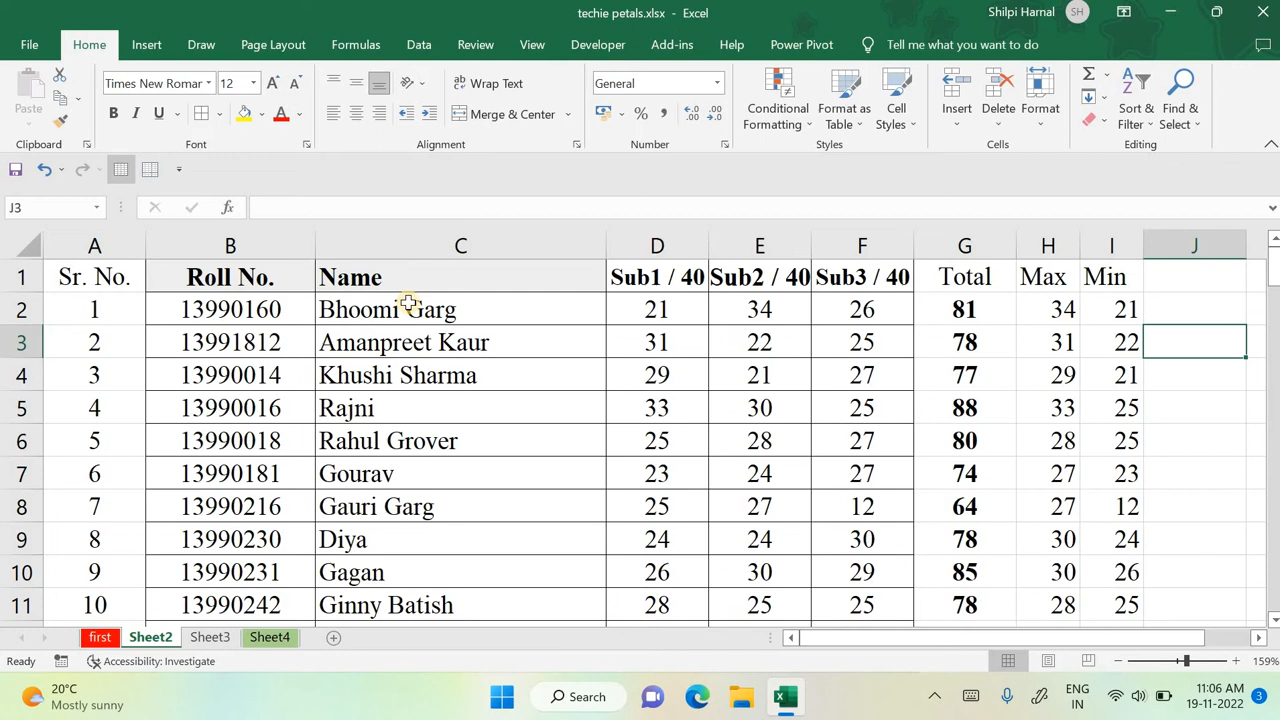 techie petals.xlsx - Excel
Shilpi Harnal SH
File Home Insert Draw Page Layout Formulas Data Review View Developer Add-ins Help Power Pivot Tell me what you want to do
Paste
Clipboard
Times New Romar 12
B I U
Font
Wrap Text
Merge & Center
Alignment
General
Number
Conditional Formatting
Format as Table
Cell Styles
Styles
Insert Delete Format
Cells
Sort & Filter
Find & Select
Editing
J3
fx
A B C D E F G H I J
1 Sr. No. Roll No. Name Sub1 / 40 Sub2 / 40 Sub3 / 40 Total Max Min
2 1 13990160 Bhoomi Garg 21 34 26 81 34 21
3 2 13991812 Amanpreet Kaur 31 22 25 78 31 22
4 3 13990014 Khushi Sharma 29 21 27 77 29 21
5 4 13990016 Rajni 33 30 25 88 33 25
6 5 13990018 Rahul Grover 25 28 27 80 28 25
7 6 13990181 Gourav 23 24 27 74 27 23
8 7 13990216 Gauri Garg 25 27 12 64 27 12
9 8 13990230 Diya 24 24 30 78 30 24
10 9 13990231 Gagan 26 30 29 85 30 26
11 10 13990242 Ginny Batish 28 25 25 78 28 25
first Sheet2 Sheet3 Sheet4
Ready Accessibility: Investigate 159%
20°C
Mostly sunny
Search
ENG
IN
11:06 AM
19-11-2022
3